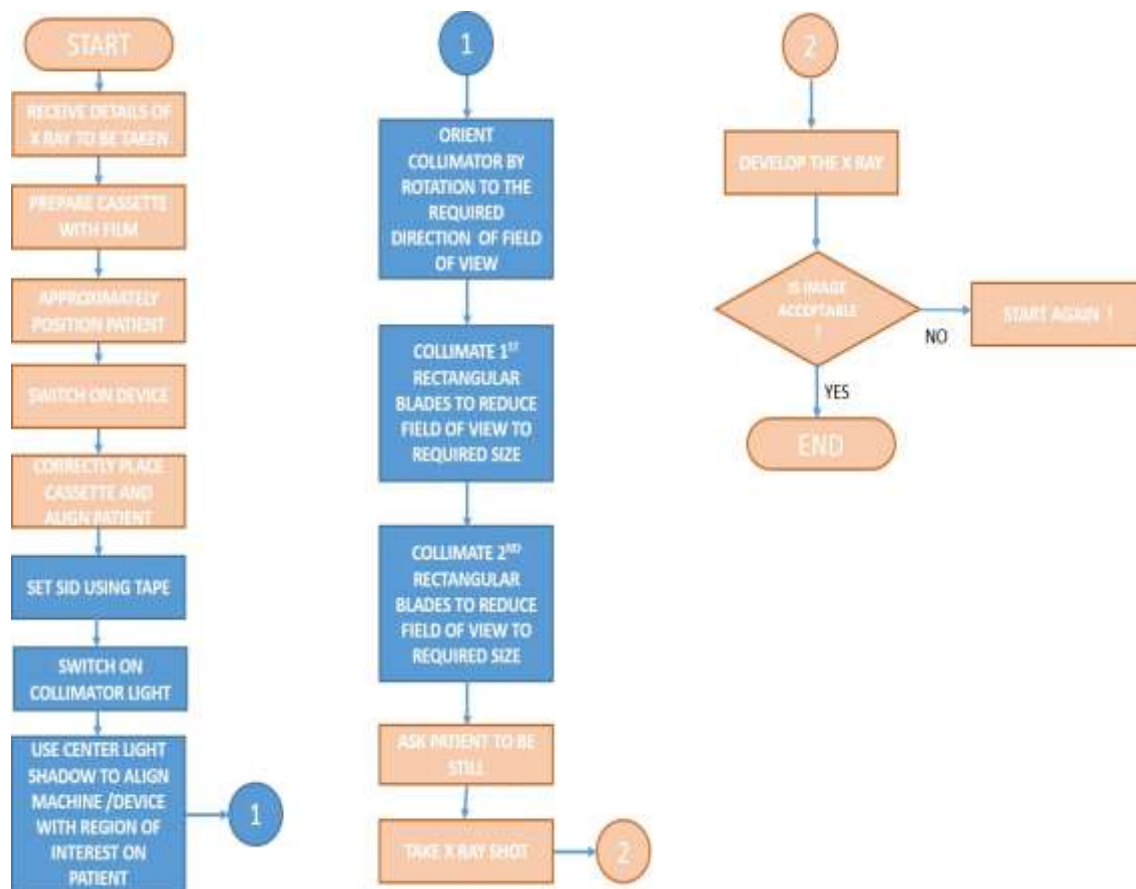 START
RECEIVE DETAILS OF
X RAY TO BE TAKEN
PREPARE CASSETTE
WITH FILM
APPROXIMATELY
POSITION PATIENT
SWITCH ON DEVICE
CORRECTLY PLACE
CASSETTE AND
ALIGN PATIENT
SET SID USING TAPE
SWITCH ON
COLLIMATOR LIGHT
USE CENTER LIGHT
SHADOW TO ALIGN
MACHINE /DEVICE
WITH REGION OF
INTEREST ON
PATIENT
1
1
ORIENT
COLLIMATOR BY
ROTATION TO THE
REQUIRED
DIRECTION OF FIELD
OF VIEW
COLLIMATE 1ST
RECTANGULAR
BLADES TO REDUCE
FIELD OF VIEW TO
REQUIRED SIZE
COLLIMATE 2ND
RECTANGULAR
BLADES TO REDUCE
FIELD OF VIEW TO
REQUIRED SIZE
ASK PATIENT TO BE
STILL
TAKE X RAY SHOT
2
2
DEVELOP THE X RAY
IS IMAGE
ACCEPTABLE
?
NO
START AGAIN !
YES
END